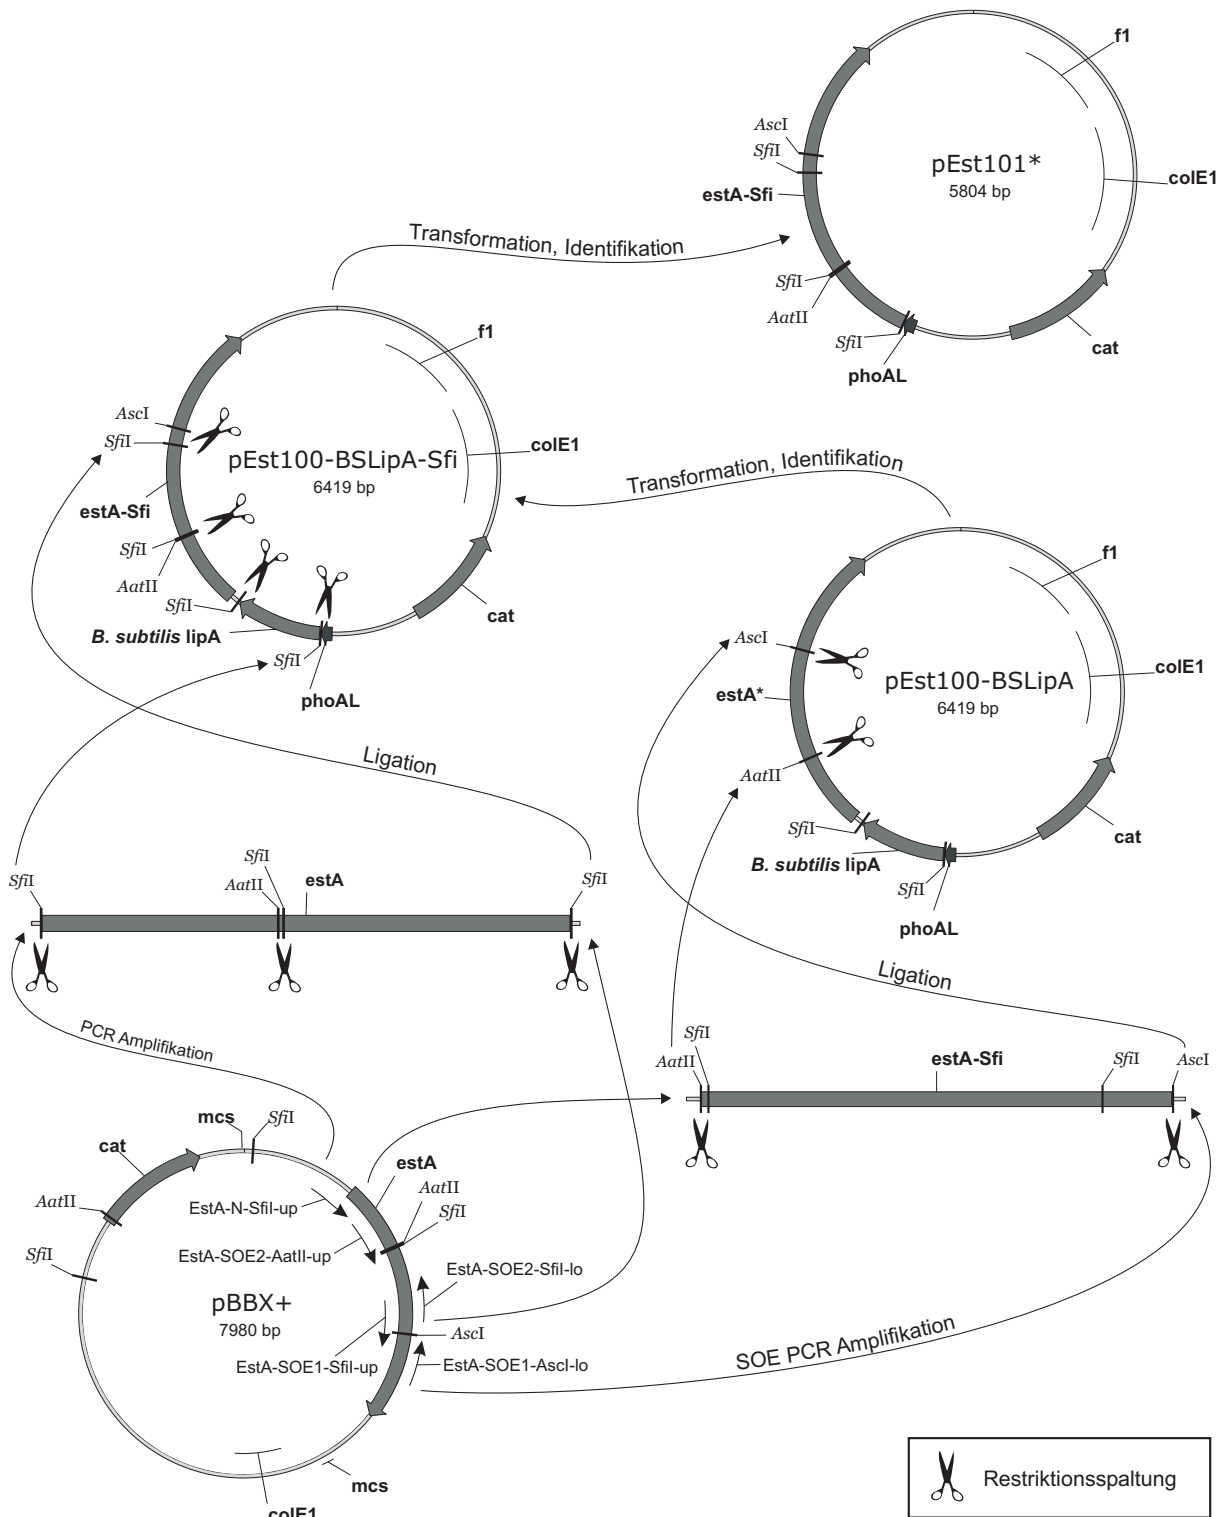 f1
AscI
SfiI
pEst101*
5804 bp
colE1
estA-Sfi
Transformation, Identifikation
SfiI
AatII
SfiI
cat
phoAL
f1
AscI
SfiI
pEst100-BSLipA-Sfi
6419 bp
colE1
Transformation, Identifikation
estA-Sfi
SfiI
AatII
SfiI
cat
B. subtilis lipA
SfiI
phoAL
f1
AscI
colE1
pEst100-BSLipA
6419 bp
estA*
AatII
SfiI
cat
B. subtilis lipA
SfiI
phoAL
Ligation
SfiI
SfiI
AatII
estA
SfiI
Ligation
PCR Amplifikation
SfiI
AatII
estA-Sfi
SfiI
AscI
mcs
SfiI
cat
estA
AatII
AatII
SfiI
EstA-N-SfiI-up
SfiI
EstA-SOE2-AatII-up
EstA-SOE2-SfiI-lo
pBBX+
7980 bp
AscI
EstA-SOE1-SfiI-up
EstA-SOE1-AscI-lo
SOE PCR Amplifikation
mcs
colE1
Restriktionsspaltung